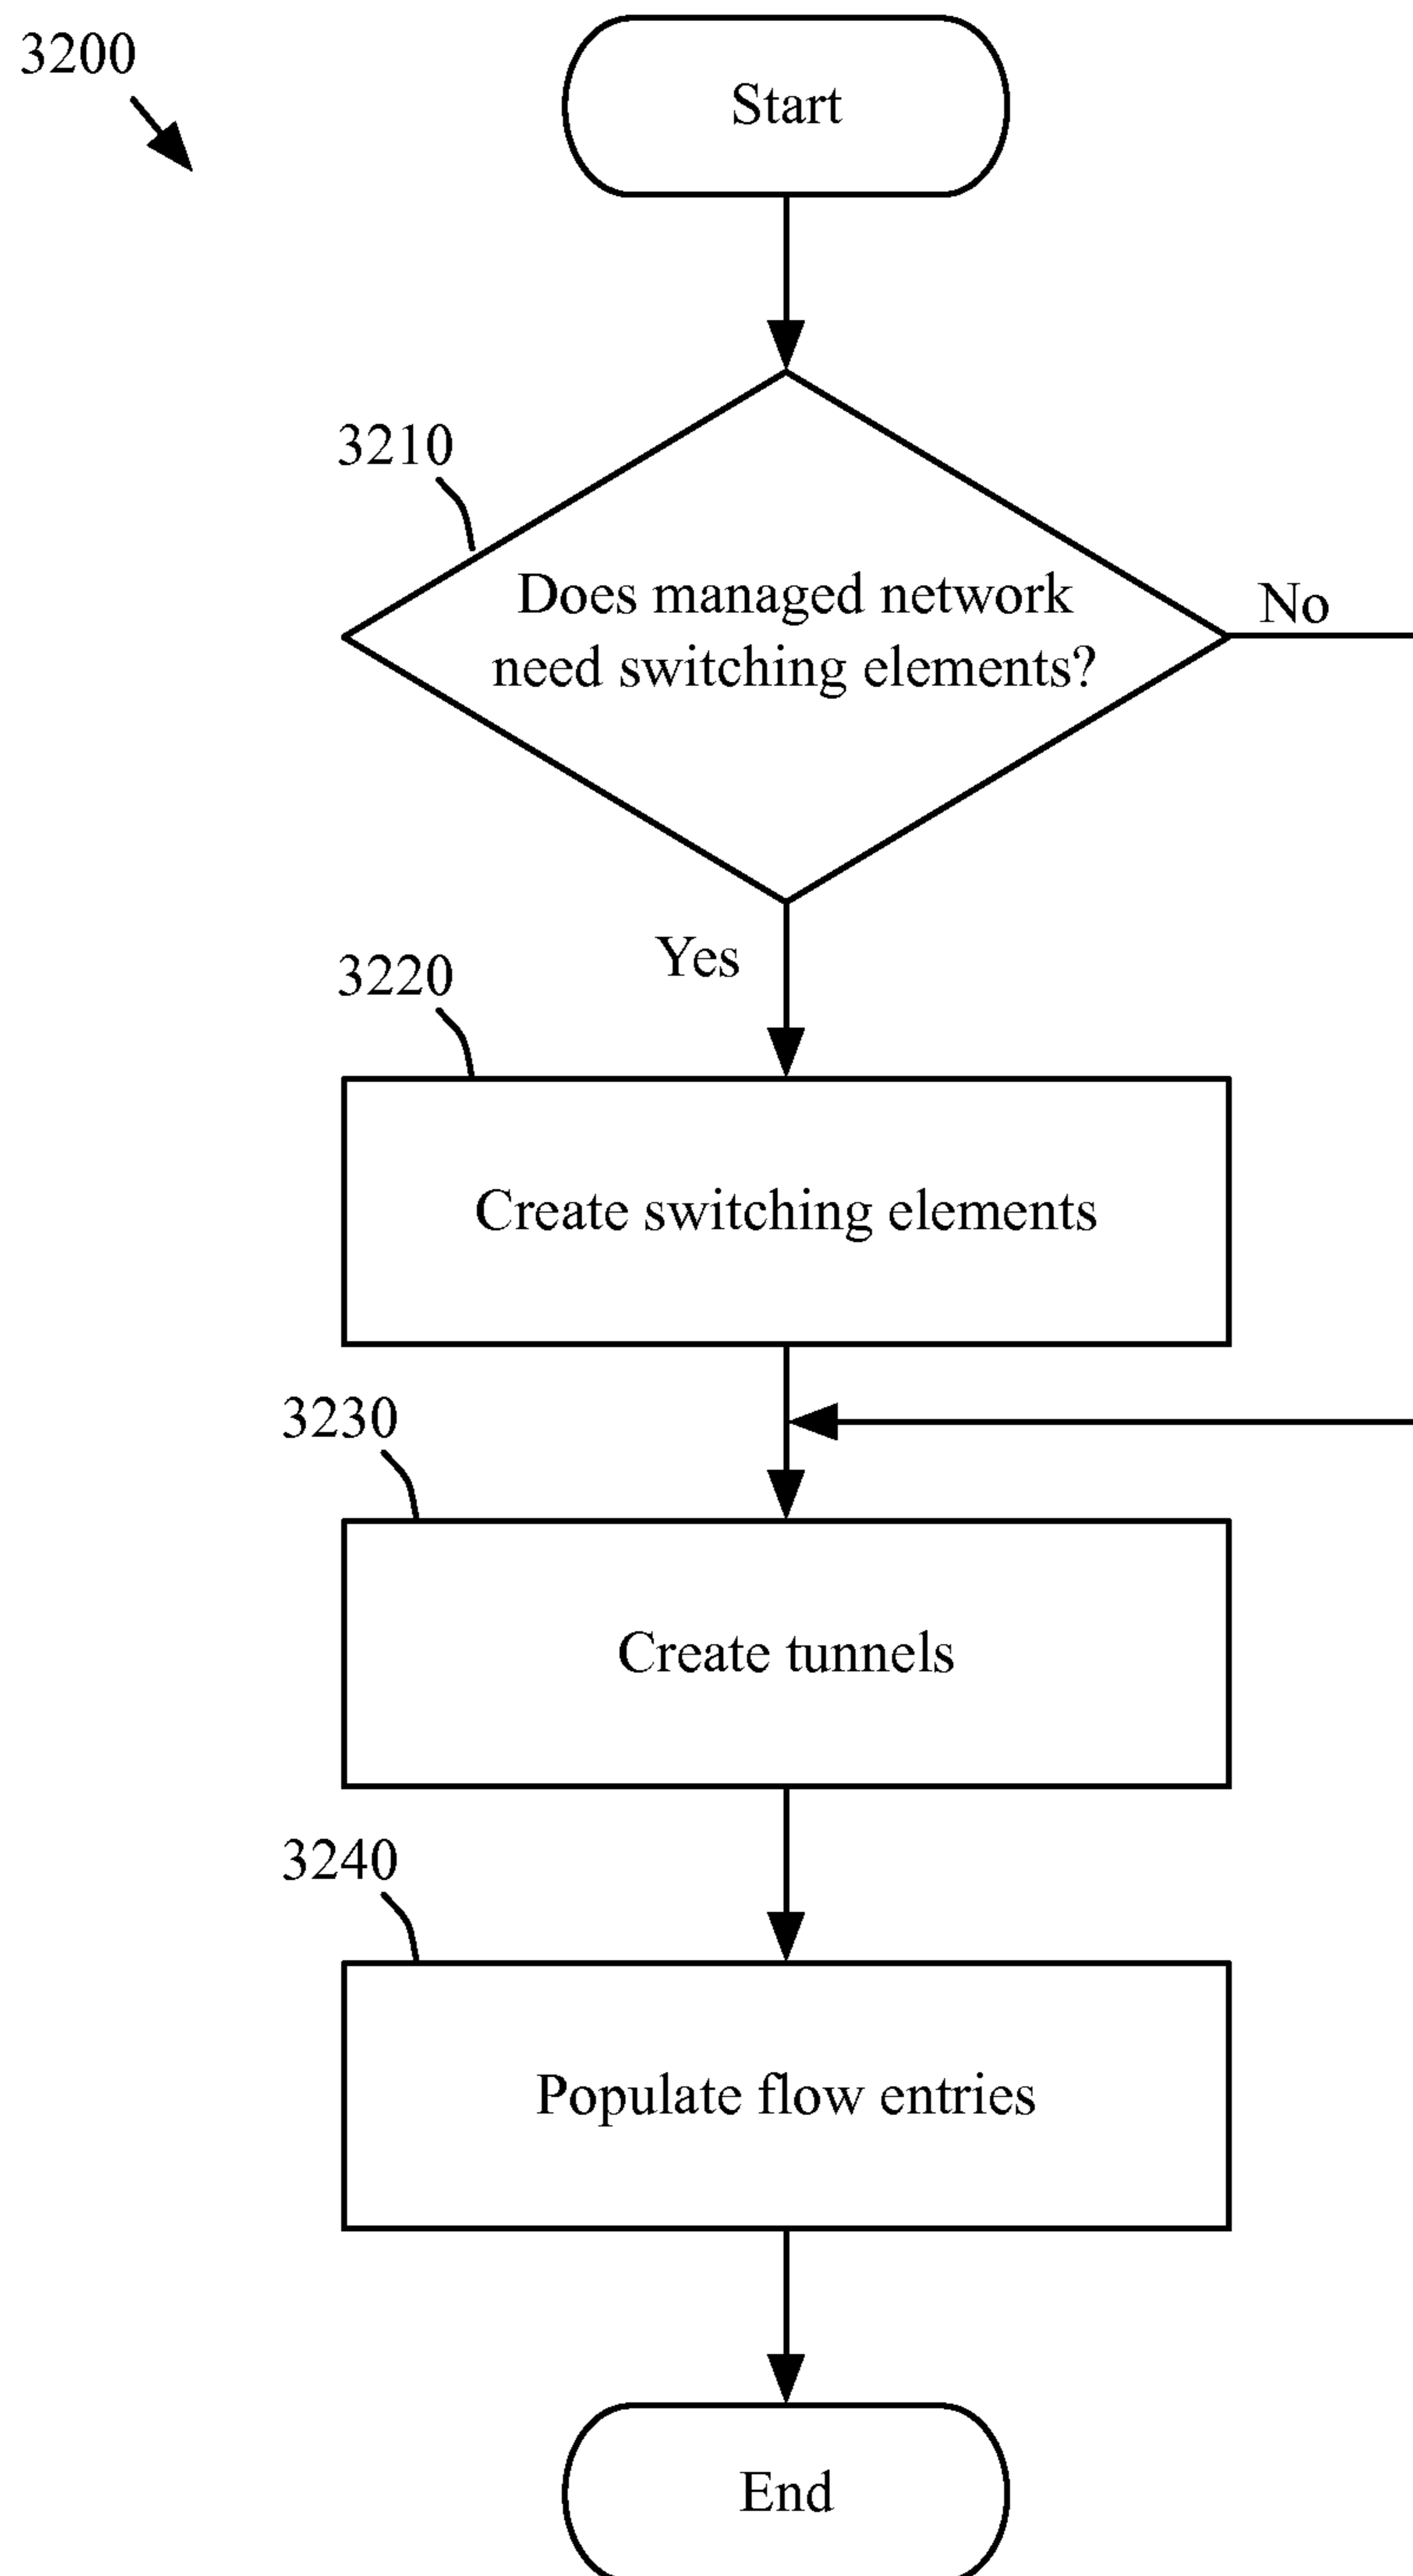 3200
Start
3210
Does managed network
need switching elements?
No
Yes
3220
Create switching elements
3230
Create tunnels
3240
Populate flow entries
End